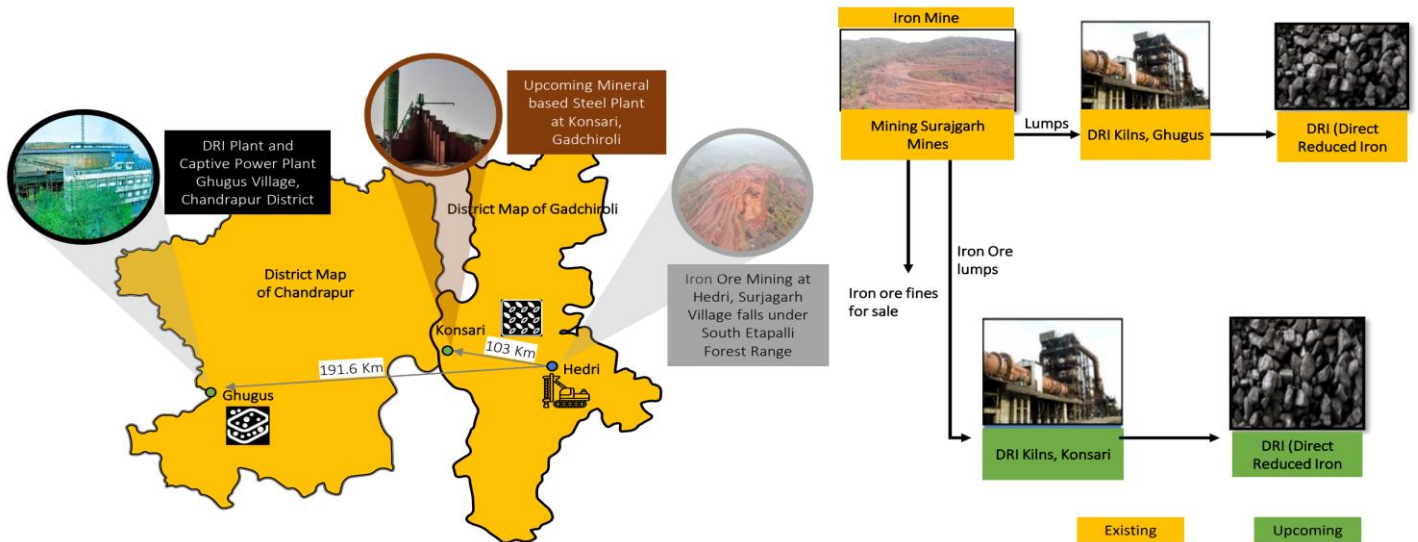 DRI Plant and
Captive Power Plant
Ghugus Village,
Chandrapur District
Upcoming Mineral
based Steel Plant
at Konsari,
Gadchiroli
District Map of Gadchiroli
District Map
of Chandrapur
Iron Ore Mining at
Hedri, Surjagarh
Village falls under
South Etapalli
Forest Range
Konsari
103 Km
Hedri
191.6 Km
Ghugus
Iron Mine
Mining Surajgarh
Mines
Lumps
DRI Kilns, Ghugus
DRI (Direct
Reduced Iron
Iron ore fines
for sale
Iron Ore
lumps
DRI Kilns, Konsari
DRI (Direct
Reduced Iron
Existing
Upcoming